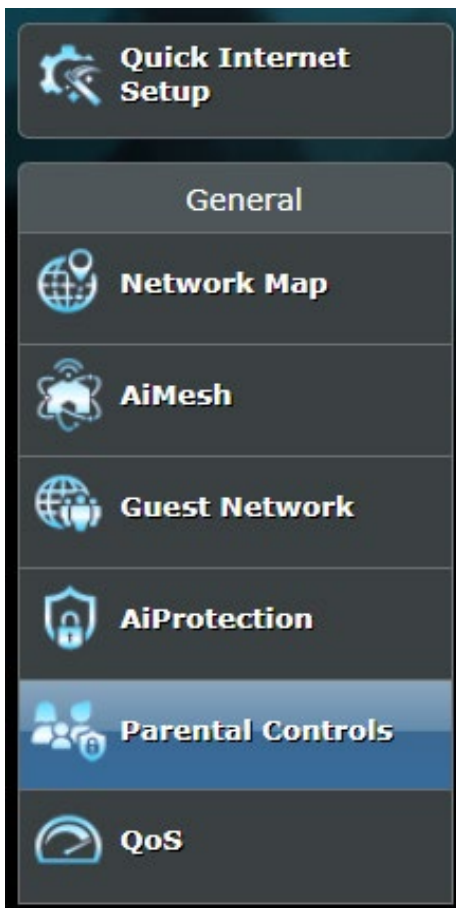 Quick Internet
Setup
General
Network Map
AiMesh
Guest Network
AiProtection
Parental Controls
QoS